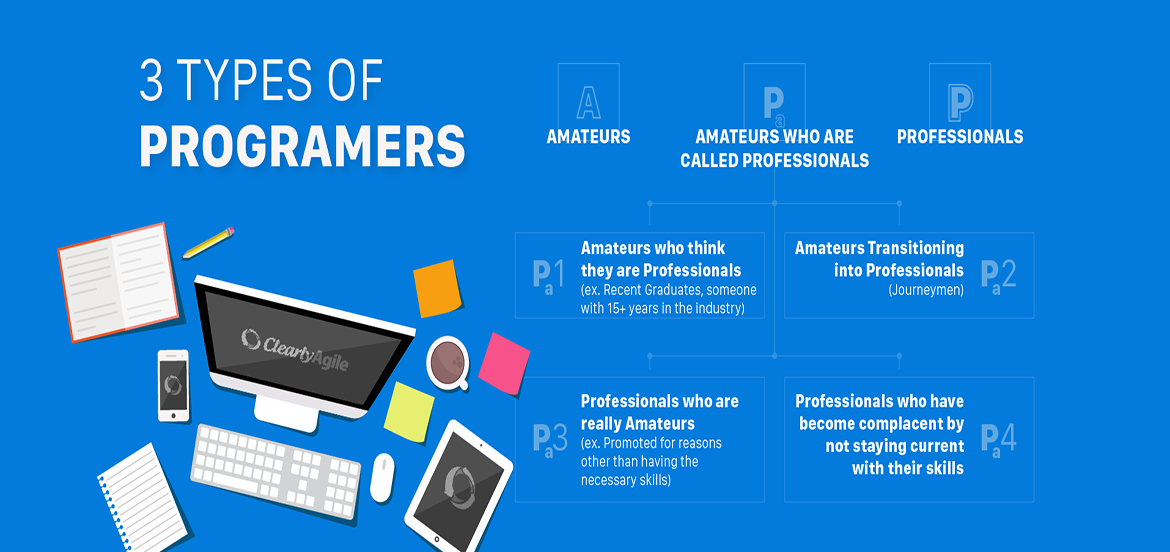 3 TYPES OF
PROGRAMERS
A
AMATEURS
Pa
AMATEURS WHO ARE
CALLED PROFESSIONALS
P
PROFESSIONALS
Pa1
Amateurs who think
they are Professionals
(ex. Recent Graduates, someone
with 15+ years in the industry)
Amateurs Transitioning
into Professionals
(Journeymen)
Pa2
Pa3
Professionals who are
really Amateurs
(ex. Promoted for reasons
other than having the
necessary skills)
Professionals who have
become complacent by
not staying current
with their skills
Pa4
ClearlyAgile